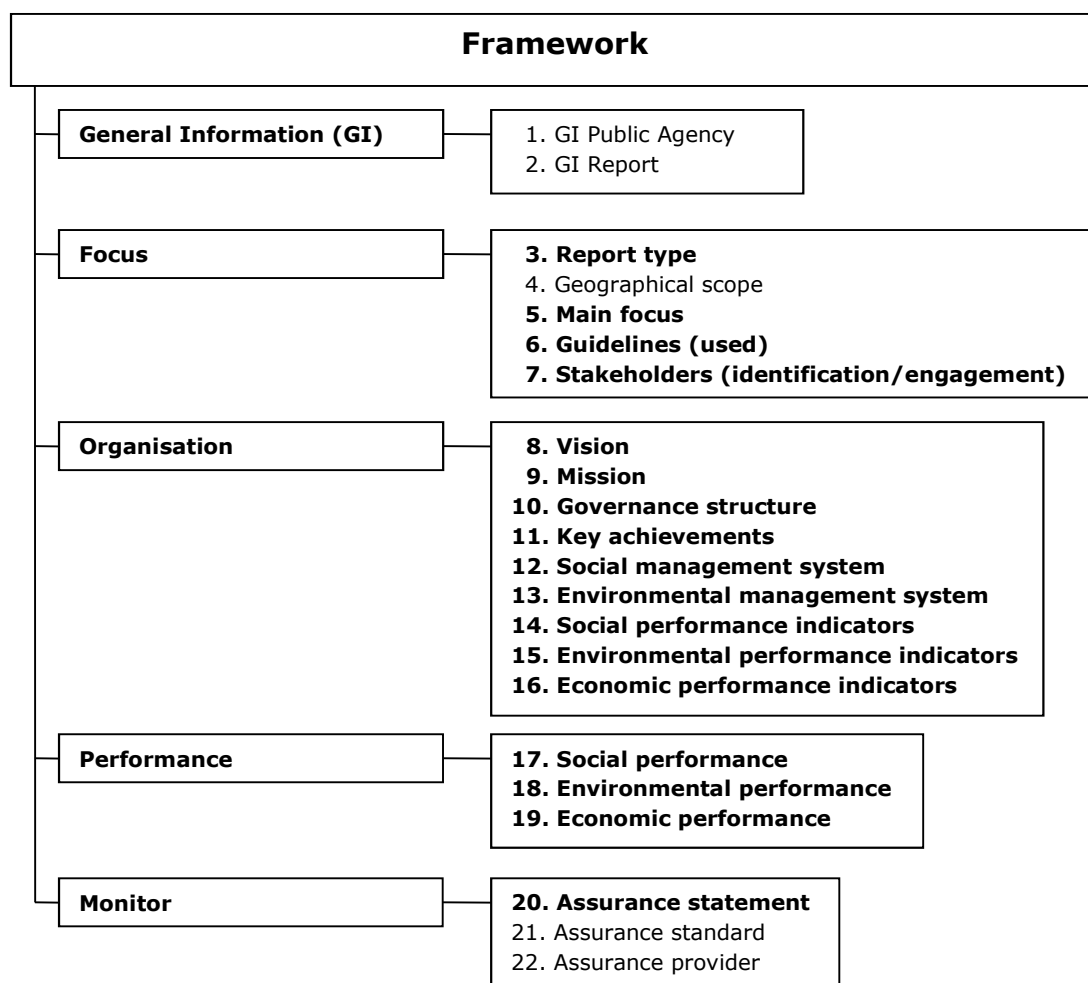 Framework
General Information (GI)
1. GI Public Agency
2. GI Report
Focus
3. Report type
4. Geographical scope
5. Main focus
6. Guidelines (used)
7. Stakeholders (identification/engagement)
Organisation
8. Vision
9. Mission
10. Governance structure
11. Key achievements
12. Social management system
13. Environmental management system
14. Social performance indicators
15. Environmental performance indicators
16. Economic performance indicators
Performance
17. Social performance
18. Environmental performance
19. Economic performance
Monitor
20. Assurance statement
21. Assurance standard
22. Assurance provider